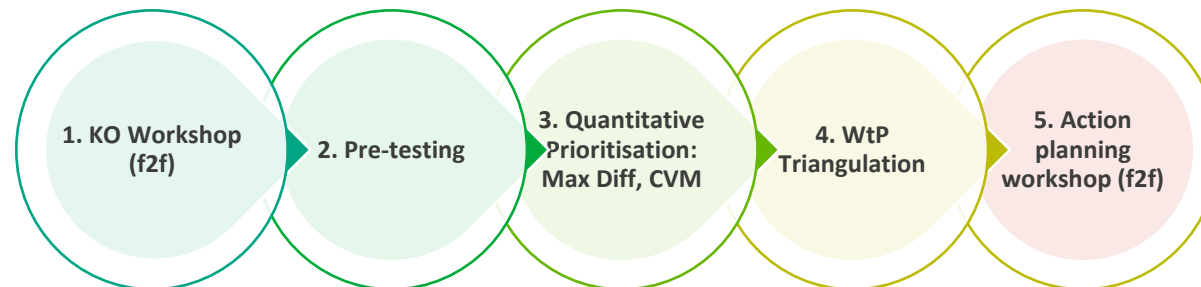 1. KO Workshop
(f2f)
2. Pre-testing
3. Quantitative
Prioritisation:
Max Diff, CVM
4. WtP
Triangulation
5. Action
planning
workshop (f2f)